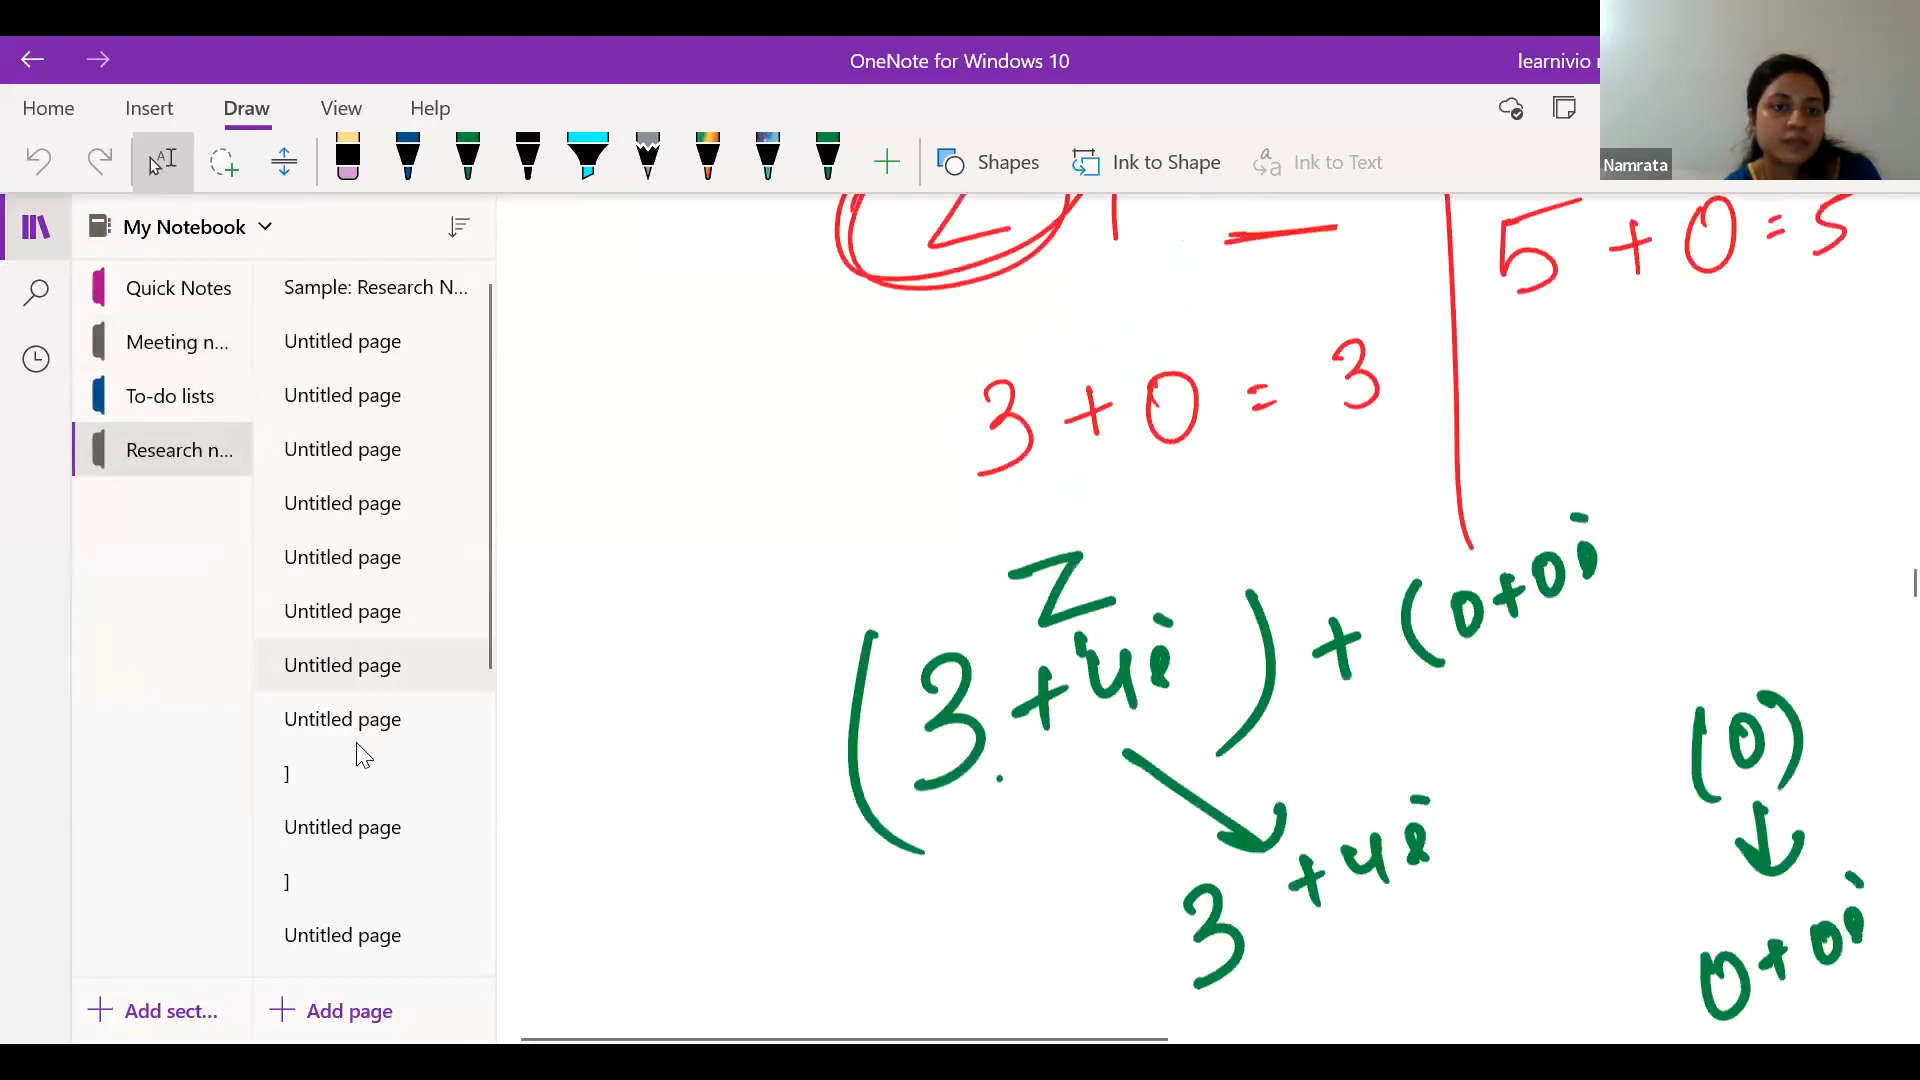 OneNote for Windows 10
learnivio
Home Insert Draw View Help
Shapes Ink to Shape Ink to Text
Namrata
My Notebook
Quick Notes
Meeting n...
To-do lists
Research n...
Sample: Research N...
Untitled page
Untitled page
Untitled page
Untitled page
Untitled page
Untitled page
Untitled page
Untitled page
]
Untitled page
]
Untitled page
Add sect...
Add page
5 + 0 = 5
3 + 0 = 3
Z
(3 + 4i) + (0 + 0i
3 + 4i
(0)
0 + 0i